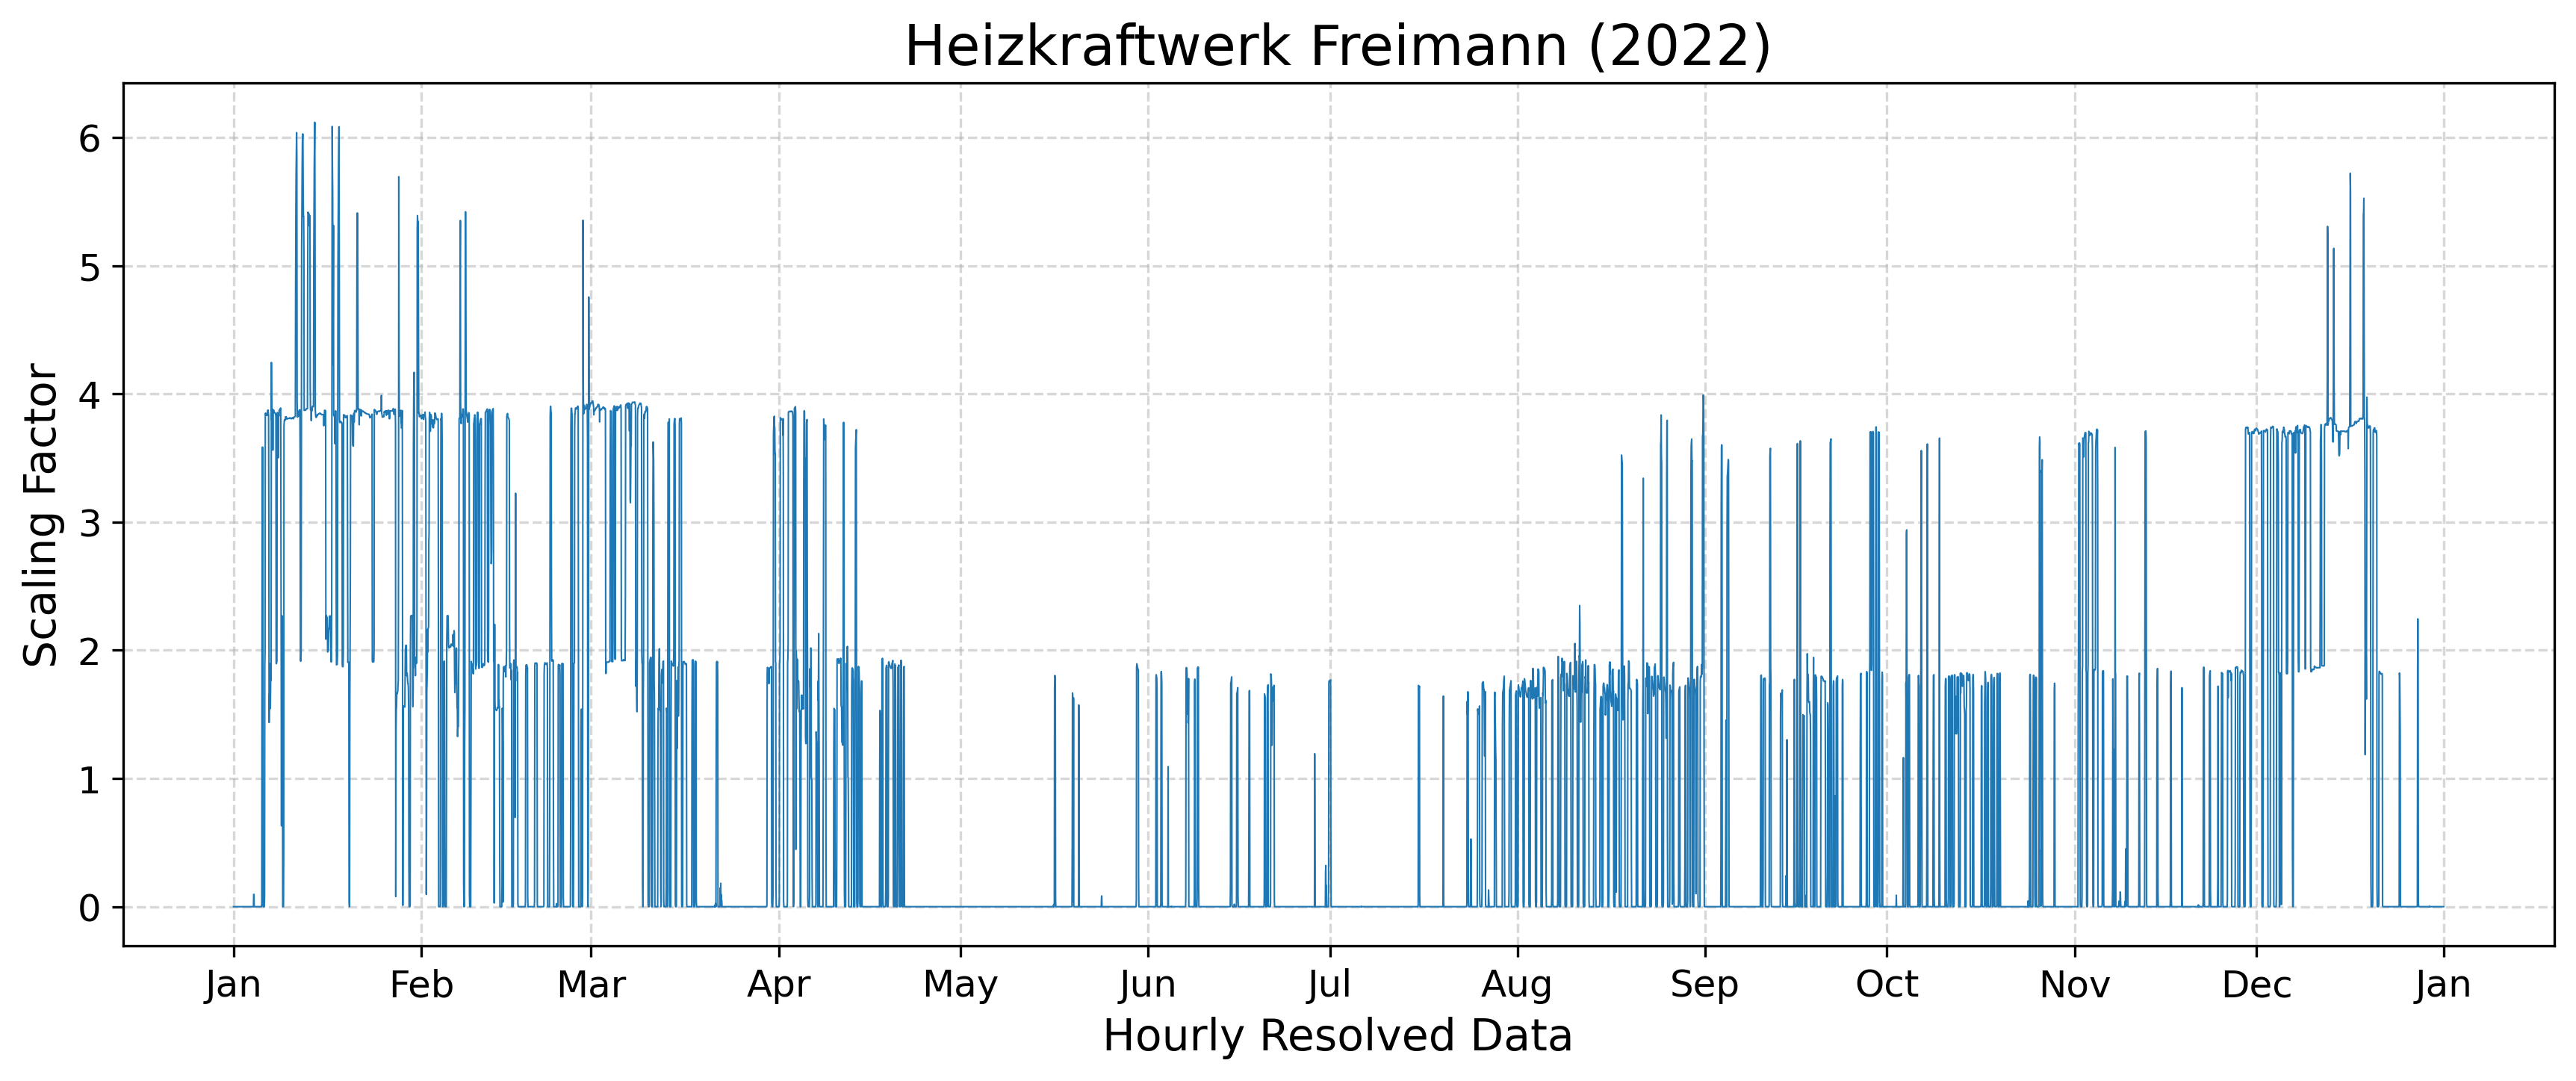 Heizkraftwerk Freimann (2022)
Scaling Factor
6
5
4
3
2
1
0
Jan Feb Mar Apr May Jun Jul Aug Sep Oct Nov Dec Jan
Hourly Resolved Data